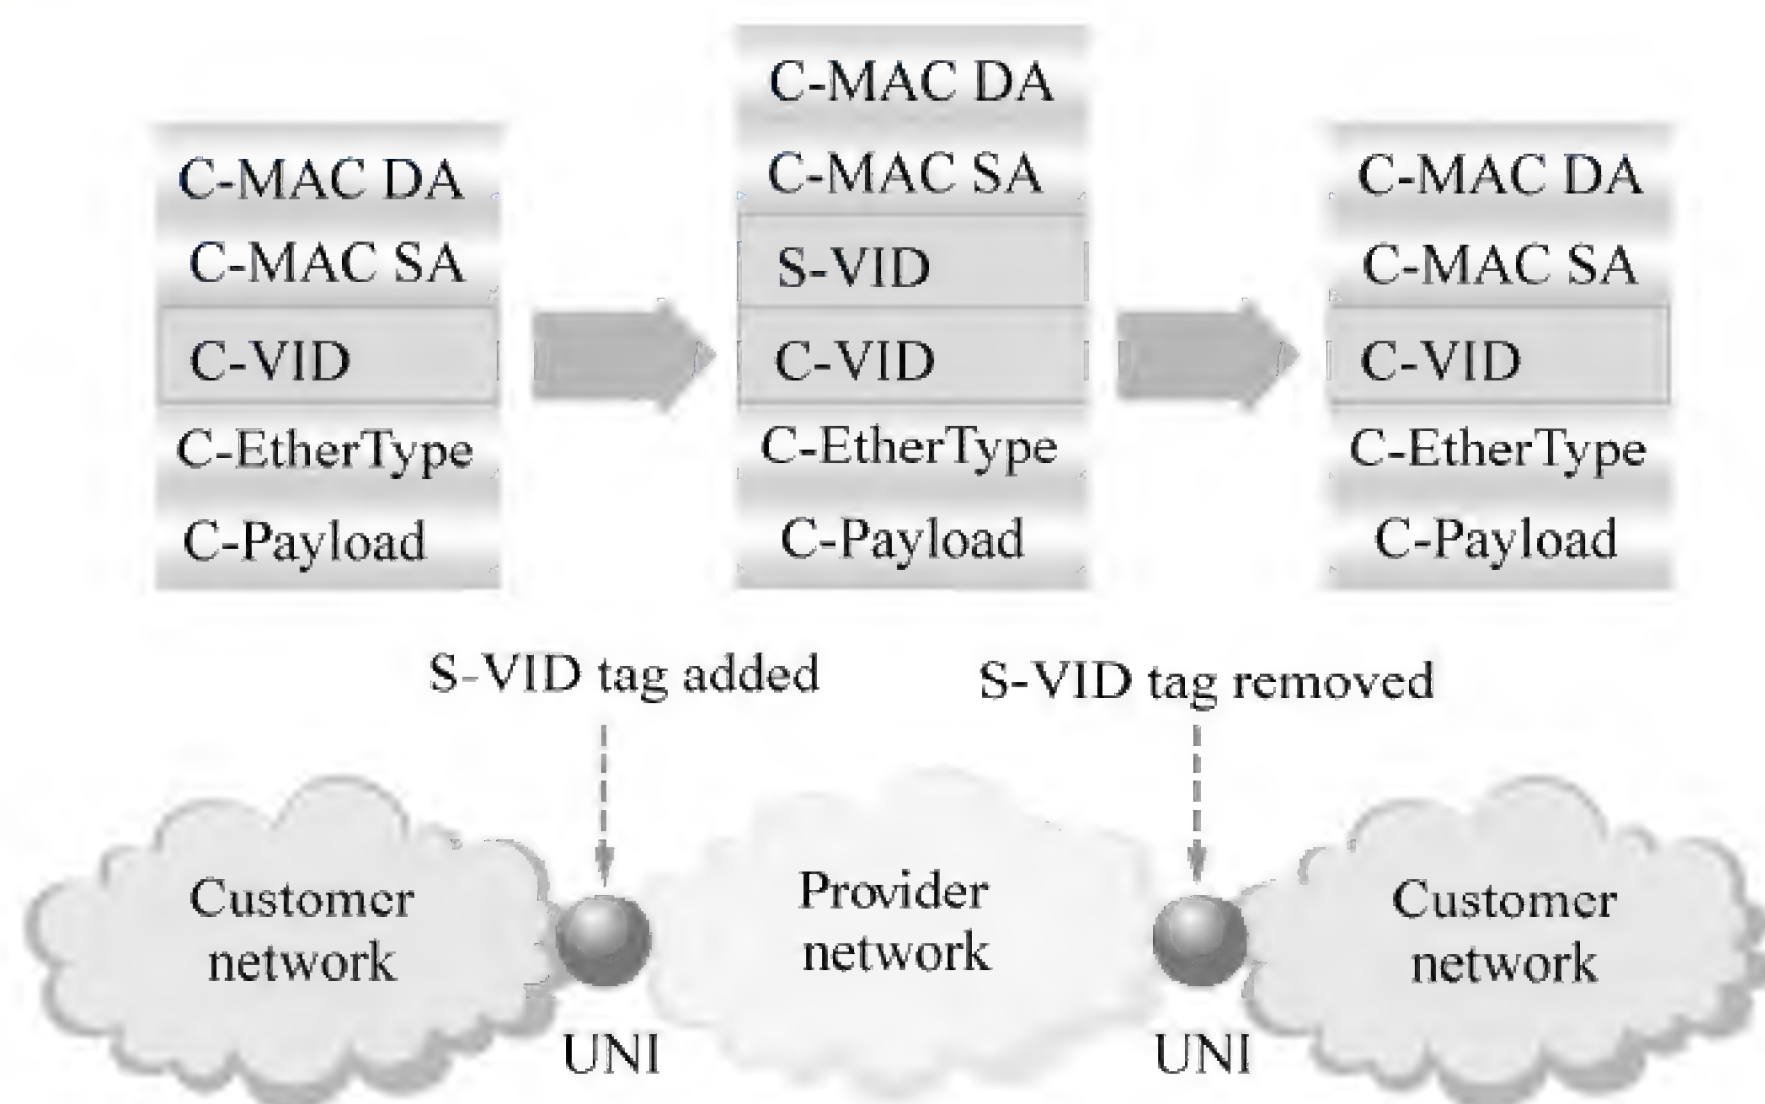 C-MAC DA
C-MAC SA
C-VID
C-EtherType
C-Payload
C-MAC DA
C-MAC SA
S-VID
C-VID
C-EtherType
C-Payload
C-MAC DA
C-MAC SA
C-VID
C-EtherType
C-Payload
S-VID tag added
S-VID tag removed
Customer
network
UNI
Provider
network
UNI
Customer
network